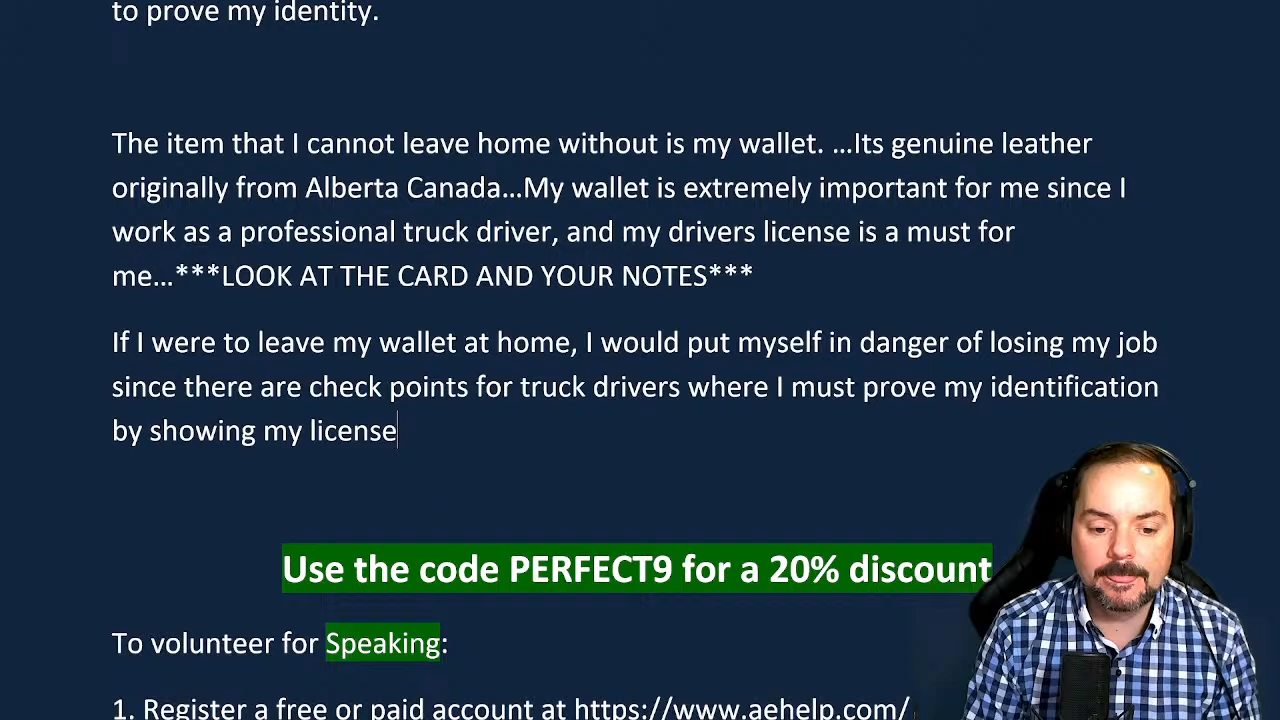 to prove my identity.
The item that I cannot leave home without is my wallet. …Its genuine leather
originally from Alberta Canada…My wallet is extremely important for me since I
work as a professional truck driver, and my drivers license is a must for
me…***LOOK AT THE CARD AND YOUR NOTES***
If I were to leave my wallet at home, I would put myself in danger of losing my job
since there are check points for truck drivers where I must prove my identification
by showing my license
Use the code PERFECT9 for a 20% discount
To volunteer for Speaking:
1. Register a free or paid account at https://www.aehelp.com/